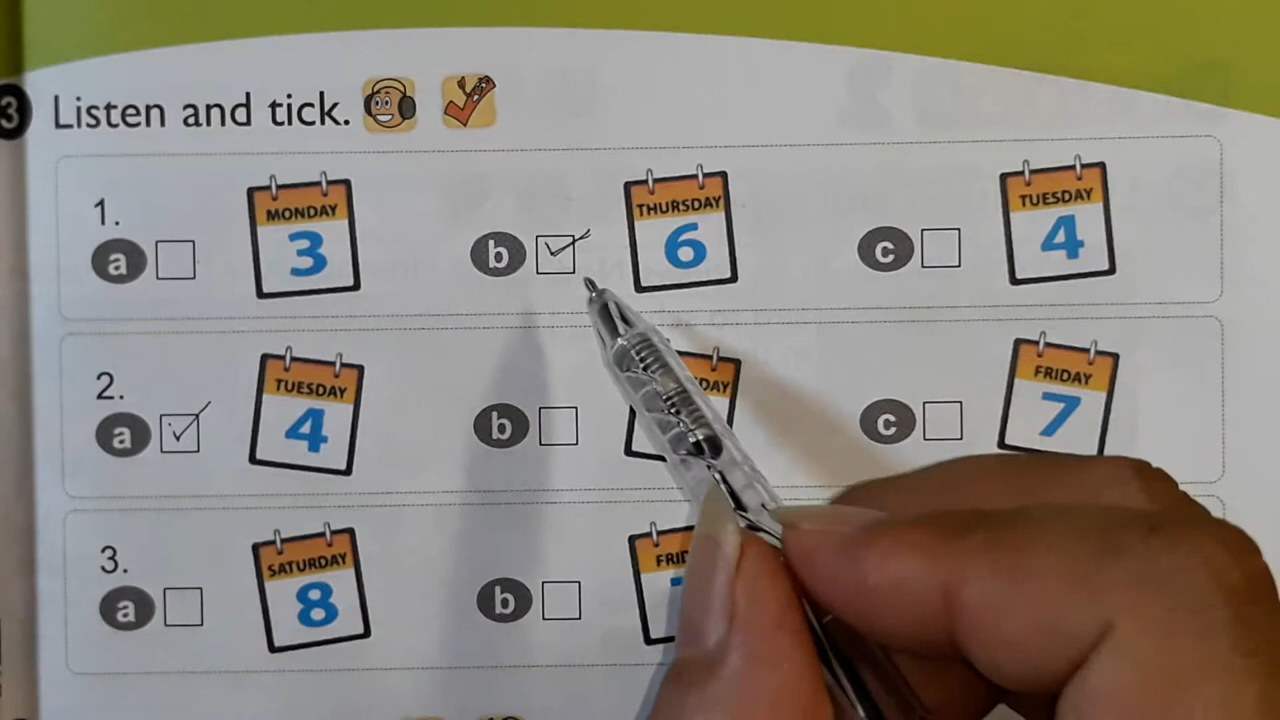 3 Listen and tick.
1.
a MONDAY 3 b THURSDAY 6 c TUESDAY 4
2.
a TUESDAY 4 b c FRIDAY 7
3.
a SATURDAY 8 b